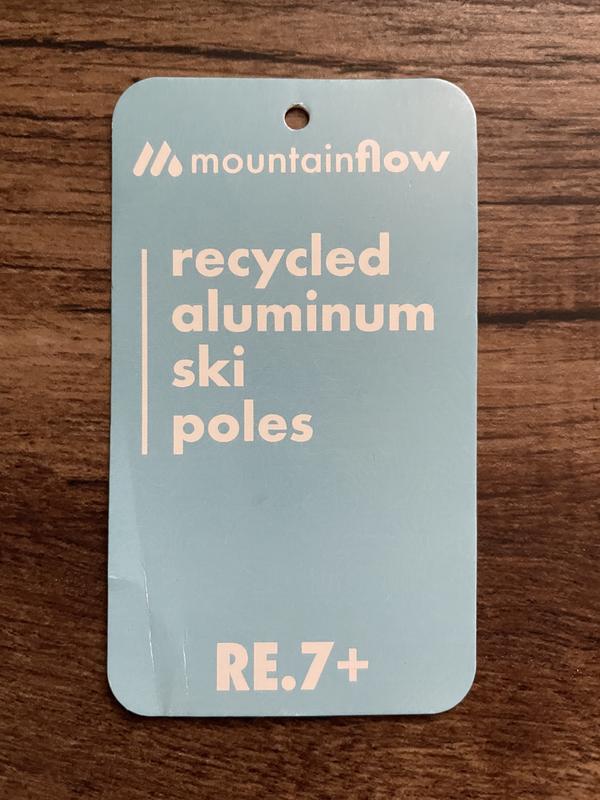 mountainflow
recycled
aluminum
ski
poles
RE.7+